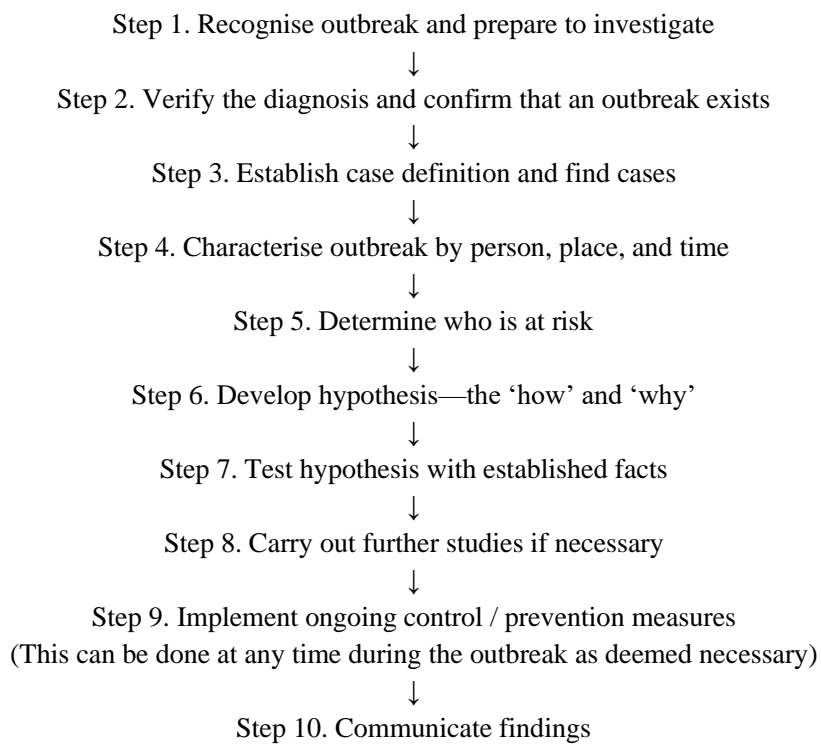 Step 1. Recognise outbreak and prepare to investigate
↓
Step 2. Verify the diagnosis and confirm that an outbreak exists
↓
Step 3. Establish case definition and find cases
↓
Step 4. Characterise outbreak by person, place, and time
↓
Step 5. Determine who is at risk
↓
Step 6. Develop hypothesis—the ‘how’ and ‘why’
↓
Step 7. Test hypothesis with established facts
↓
Step 8. Carry out further studies if necessary
↓
Step 9. Implement ongoing control / prevention measures
(This can be done at any time during the outbreak as deemed necessary)
↓
Step 10. Communicate findings